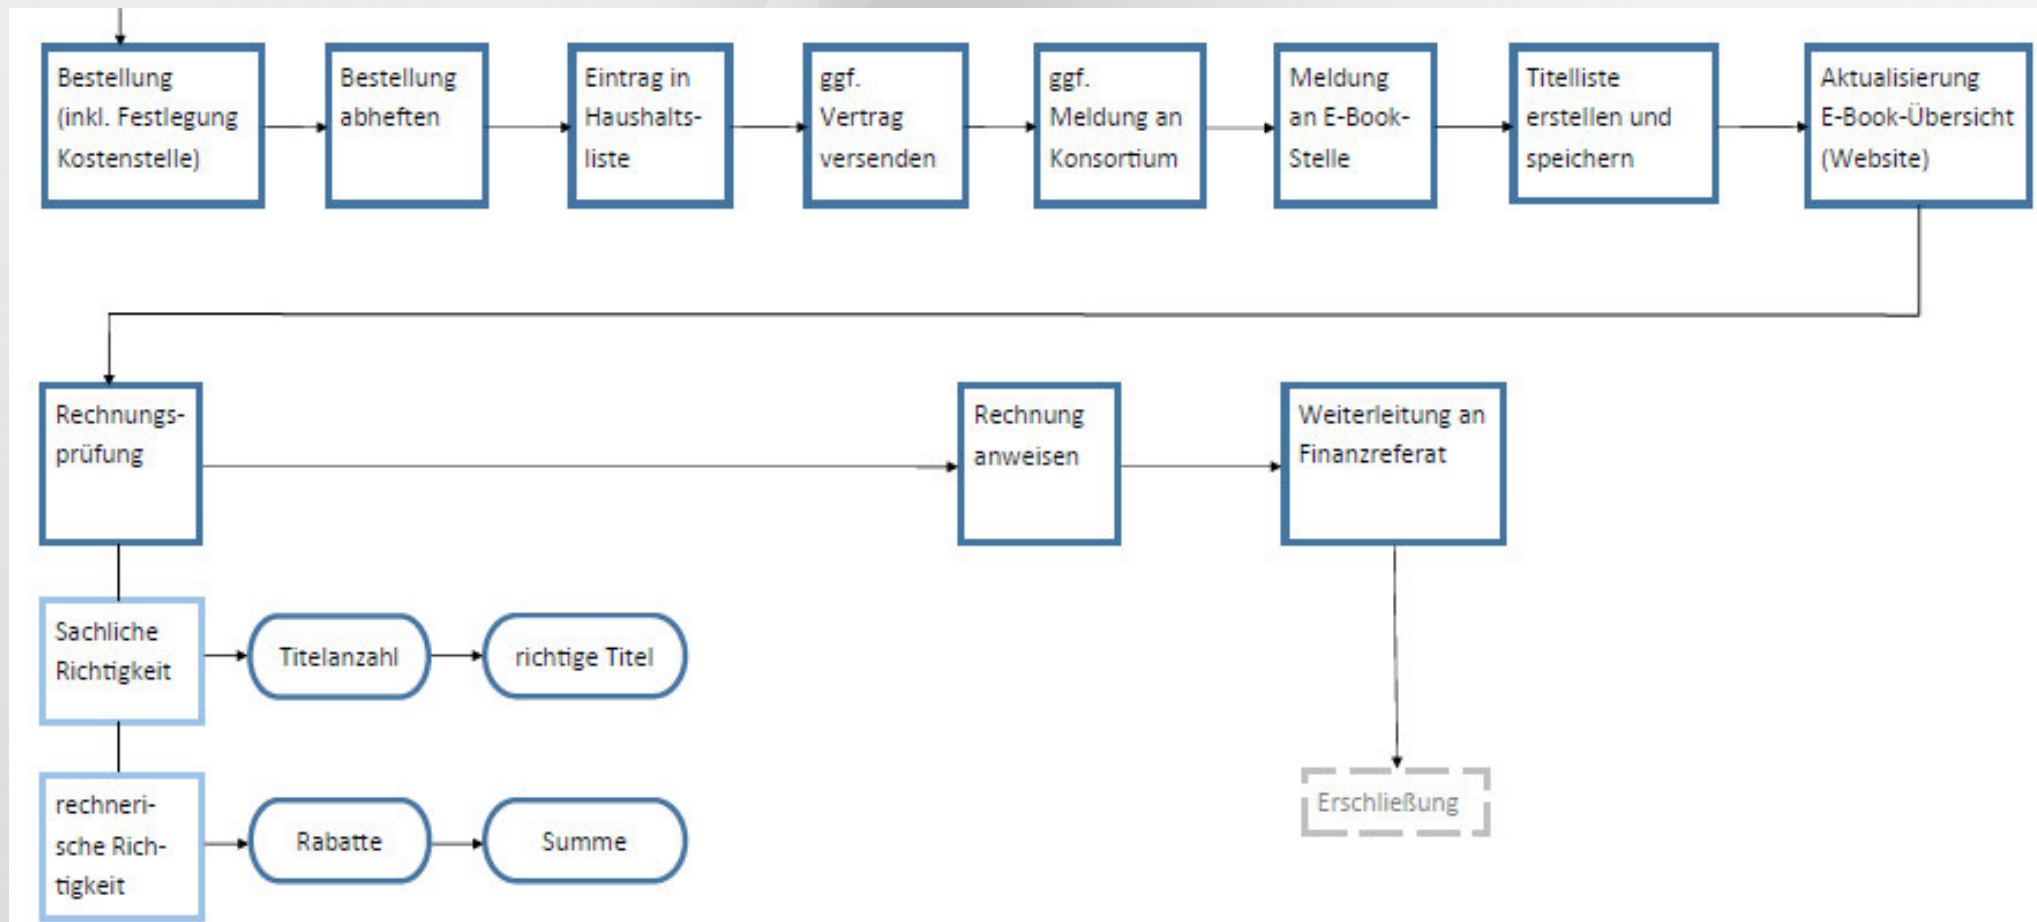 Bestellung
(inkl. Festlegung
Kostenstelle)
Bestellung
abheften
Eintrag in
Haushalts-
liste
ggf.
Vertrag
versenden
ggf.
Meldung an
Konsortium
Meldung
an E-Book-
Stelle
Titelliste
erstellen und
speichern
Aktualisierung
E-Book-Übersicht
(Website)
Rechnungs-
prüfung
Rechnung
anweisen
Weiterleitung an
Finanzreferat
Sachliche
Richtigkeit
Titelanzahl
richtige Titel
rechneri-
sche Rich-
tigkeit
Rabatte
Summe
Erschließung